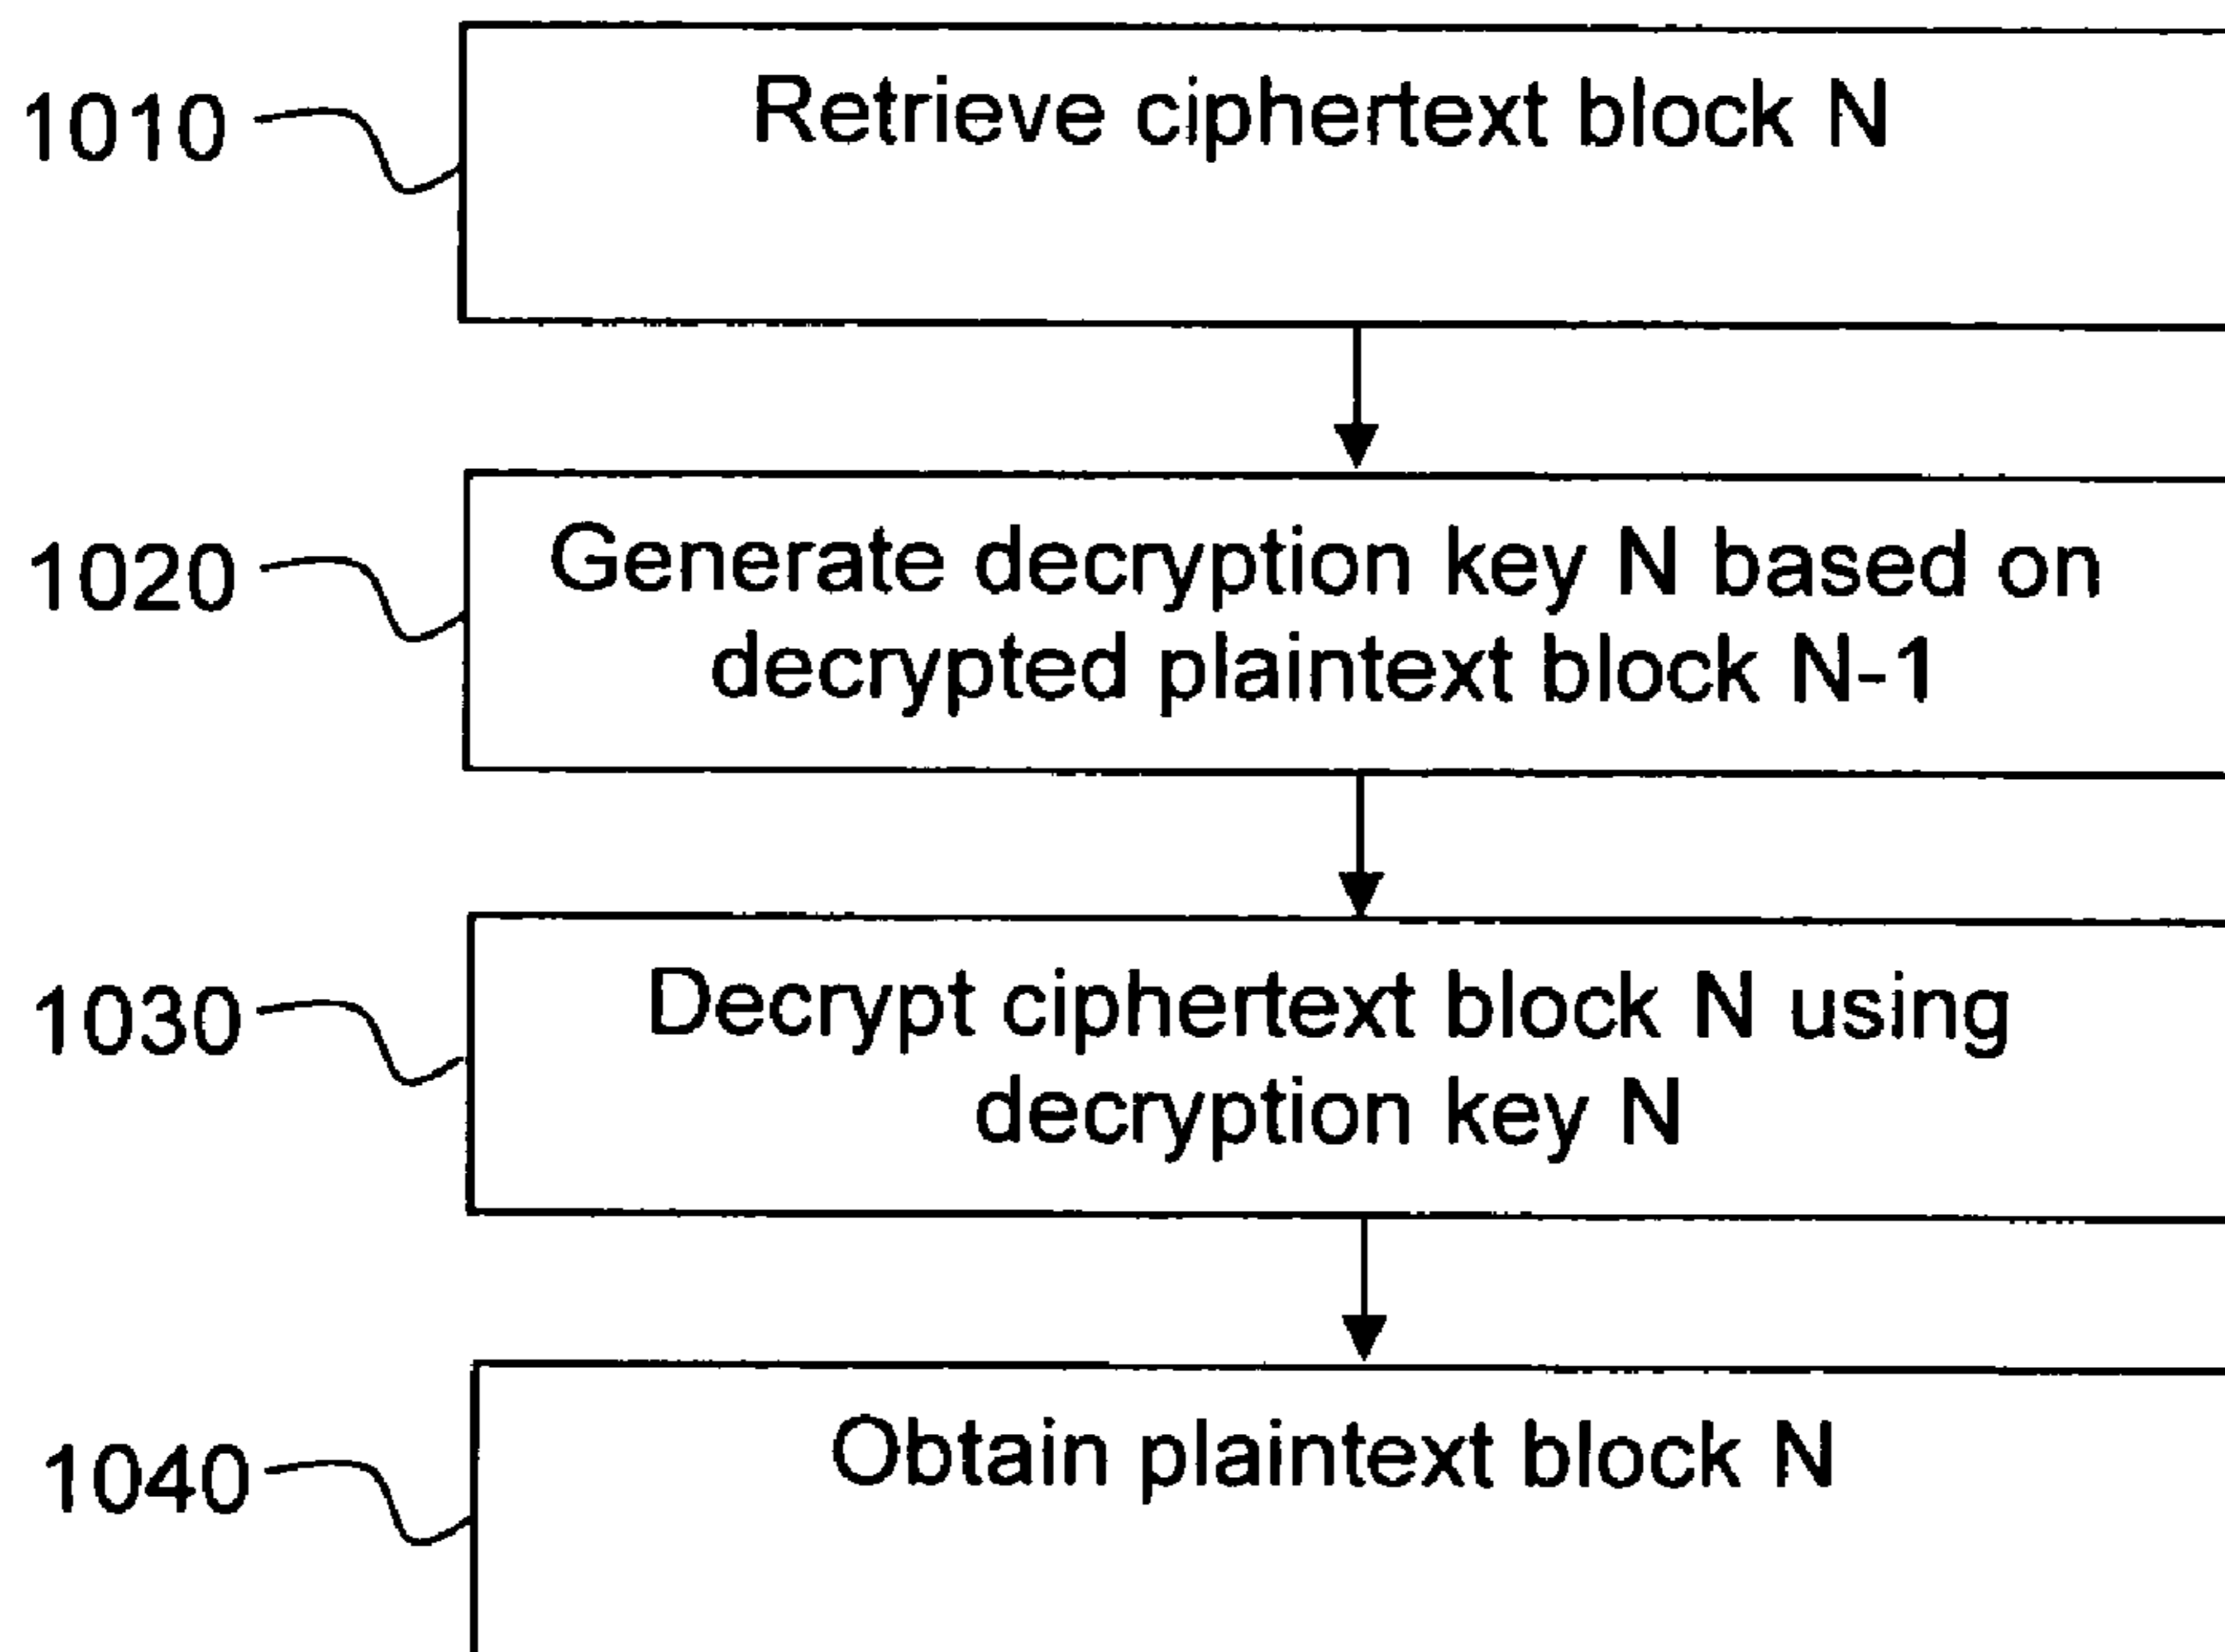 1010
Retrieve ciphertext block N
1020
Generate decryption key N based on
decrypted plaintext block N-1
1030
Decrypt ciphertext block N using
decryption key N
1040
Obtain plaintext block N